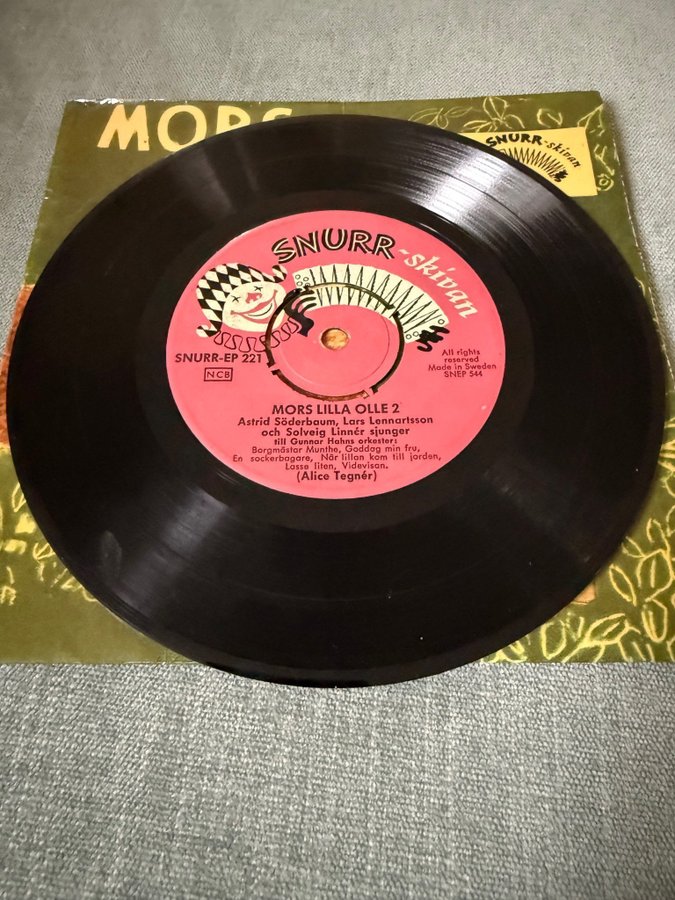 MORS
SNURR-skivan
SNURR-skivan
SNURR-EP 221
NCB
All rights
reserved
Made in Sweden
SNEP 544
MORS LILLA OLLE 2
Astrid Söderbaum, Lars Lennartsson
och Solveig Linnér sjunger
till Gunnar Hahns orkester:
Borgmästar Munthe, Goddag min fru,
En sockerbagare, När lillan kom till jorden,
Lasse liten, Videvisan.
(Alice Tegnér)